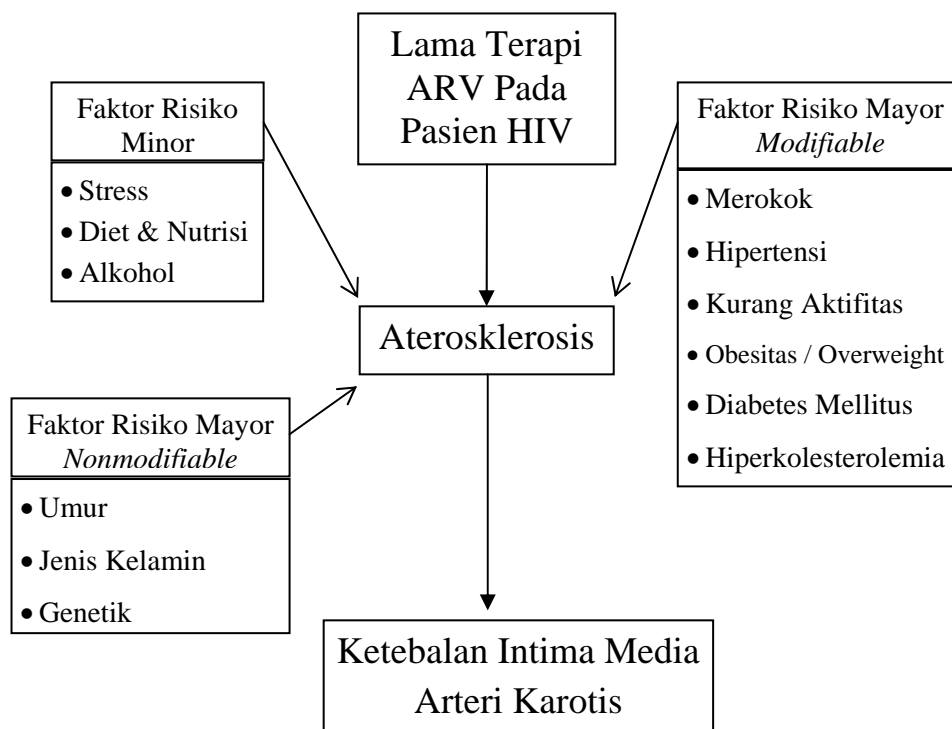 Lama Terapi
ARV Pada
Pasien HIV
Faktor Risiko
Minor
• Stress
• Diet & Nutrisi
• Alkohol
Faktor Risiko Mayor
Modifiable
• Merokok
• Hipertensi
• Kurang Aktifitas
• Obesitas / Overweight
• Diabetes Mellitus
• Hiperkolesterolemia
Aterosklerosis
Faktor Risiko Mayor
Nonmodifiable
• Umur
• Jenis Kelamin
• Genetik
Ketebalan Intima Media
Arteri Karotis